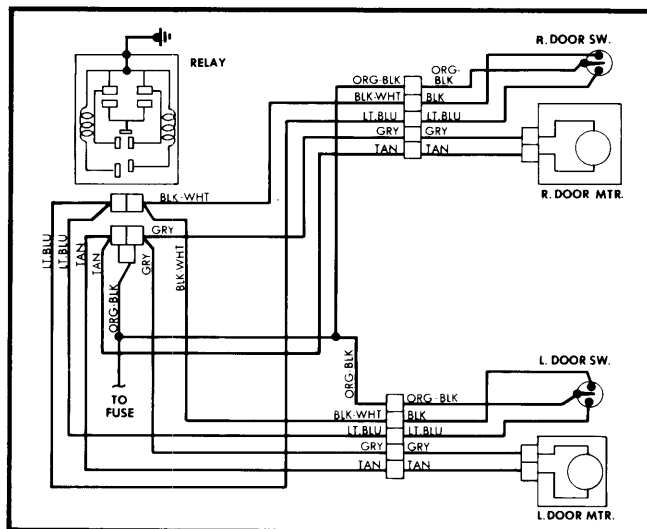 RELAY
R. DOOR SW.
ORG-BLK
ORG-
BLK
BLK-WHT
BLK
LT.BLU
LT.BLU
GRY
GRY
TAN
TAN
R. DOOR MTR.
BLK-WHT
GRY
LT.BLU
LT.BLU
TAN
TAN
ORG-BLK
GRY
BLK-WHT
TO
FUSE
ORG-BLK
L. DOOR SW.
ORG-BLK
BLK-WHT
BLK
LT.BLU
LT.BLU
GRY
GRY
TAN
TAN
L. DOOR MTR.